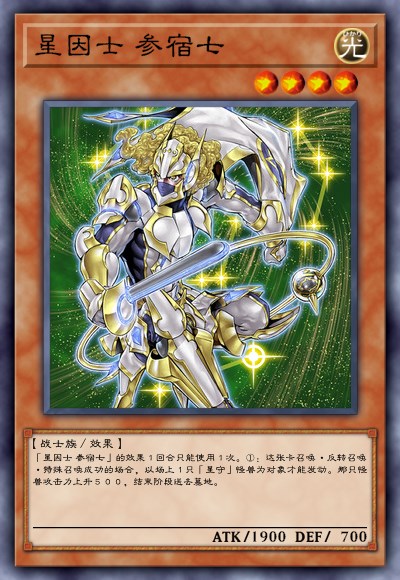 星因士 参宿七
ひかり
光
【战士族/效果】
「星因士 参宿七」的效果1回合只能使用1次。①:这张卡召唤·反转召唤
·特殊召唤成功的场合,以场上1只「星守」怪兽为对象才能发动。那只怪
兽攻击力上升500,结束阶段送去墓地。
ATK/1900 DEF/ 700